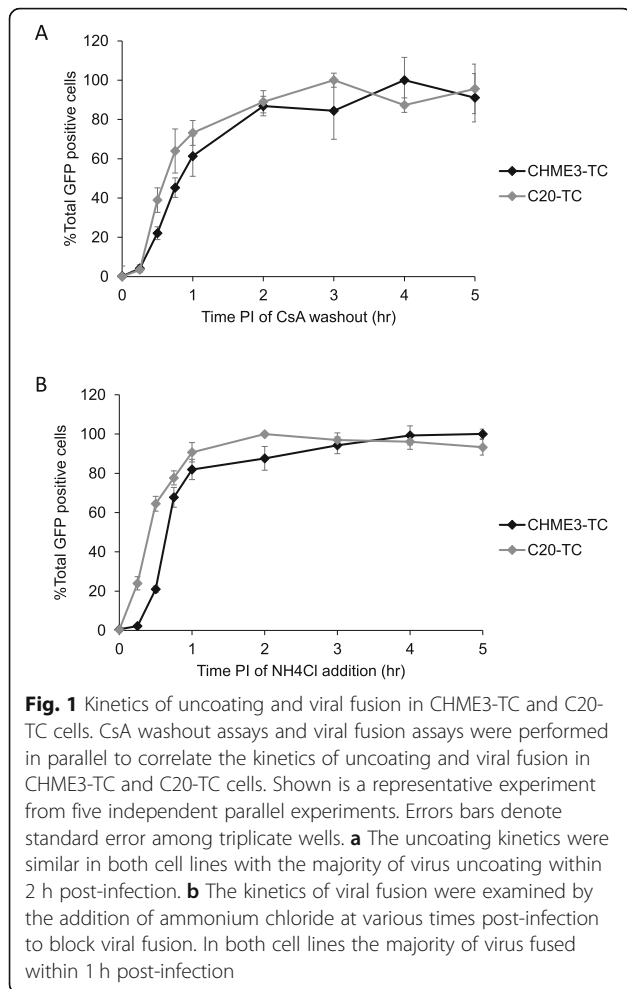 A
120
100
80
60
40
20
0
%Total GFP positive cells
0 1 2 3 4 5
Time PI of CsA washout (hr)
CHME3-TC
C20-TC
B
120
100
80
60
40
20
0
%Total GFP positive cells
0 1 2 3 4 5
Time PI of NH4Cl addition (hr)
CHME3-TC
C20-TC
Fig. 1 Kinetics of uncoating and viral fusion in CHME3-TC and C20-
TC cells. CsA washout assays and viral fusion assays were performed
in parallel to correlate the kinetics of uncoating and viral fusion in
CHME3-TC and C20-TC cells. Shown is a representative experiment
from five independent parallel experiments. Errors bars denote
standard error among triplicate wells. a The uncoating kinetics were
similar in both cell lines with the majority of virus uncoating within
2 h post-infection. b The kinetics of viral fusion were examined by
the addition of ammonium chloride at various times post-infection
to block viral fusion. In both cell lines the majority of virus fused
within 1 h post-infection